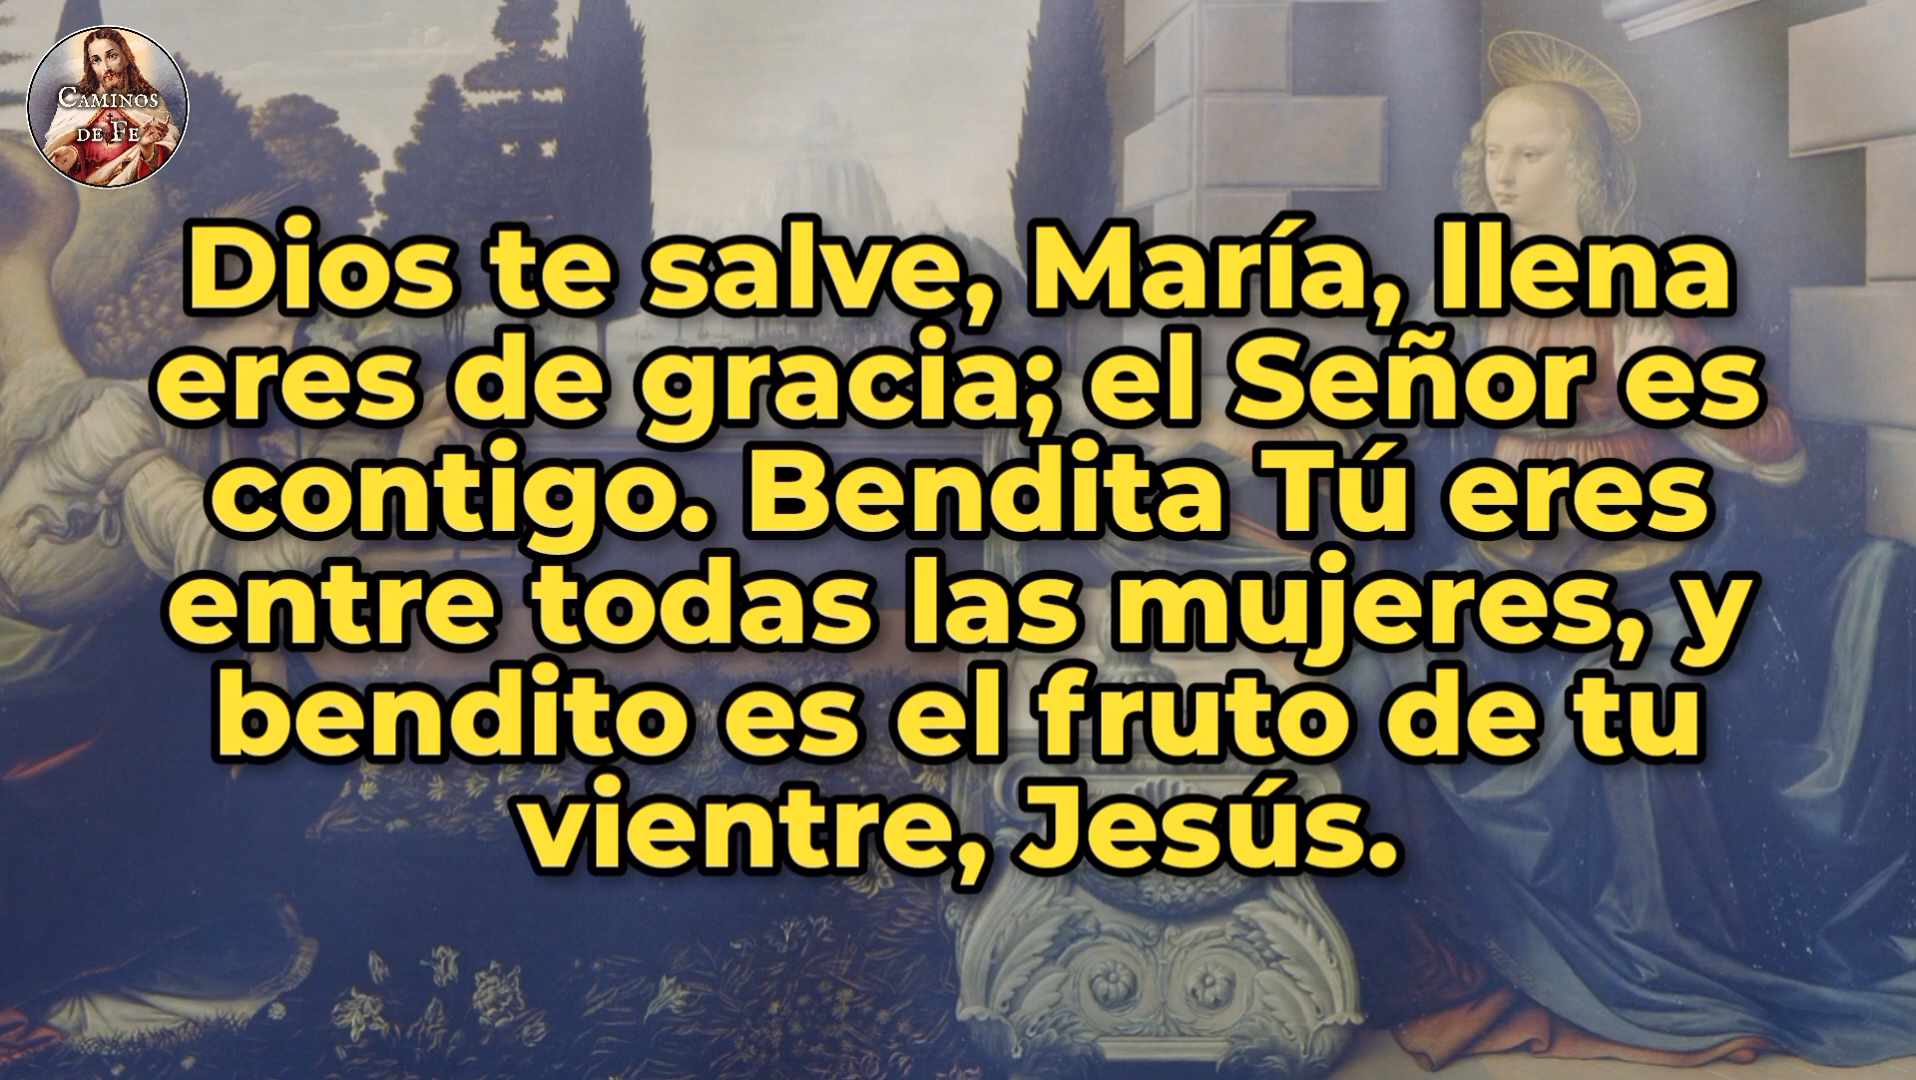 CAMINOS
DE FE
Dios te salve, María, llena
eres de gracia; el Señor es
contigo. Bendita Tú eres
entre todas las mujeres, y
bendito es el fruto de tu
vientre, Jesús.